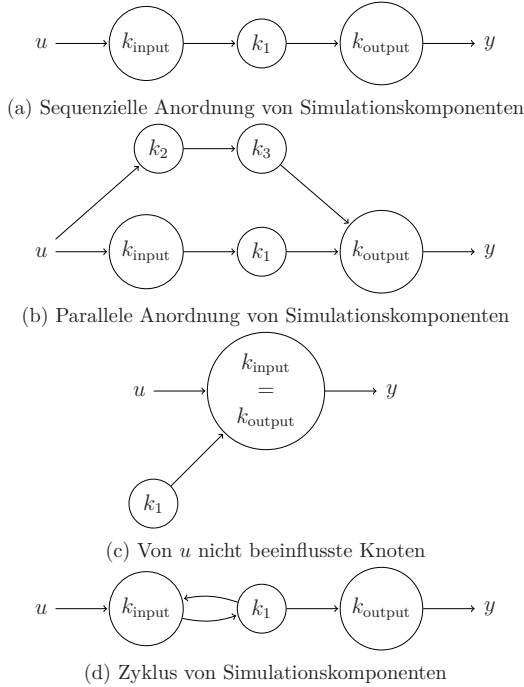 u k_input k_1 k_output y
(a) Sequenzielle Anordnung von Simulationskomponenten
k_2 k_3
u k_input k_1 k_output y
(b) Parallele Anordnung von Simulationskomponenten
k_input
u = y
k_output
k_1
(c) Von u nicht beeinflusste Knoten
u k_input k_1 k_output y
(d) Zyklus von Simulationskomponenten